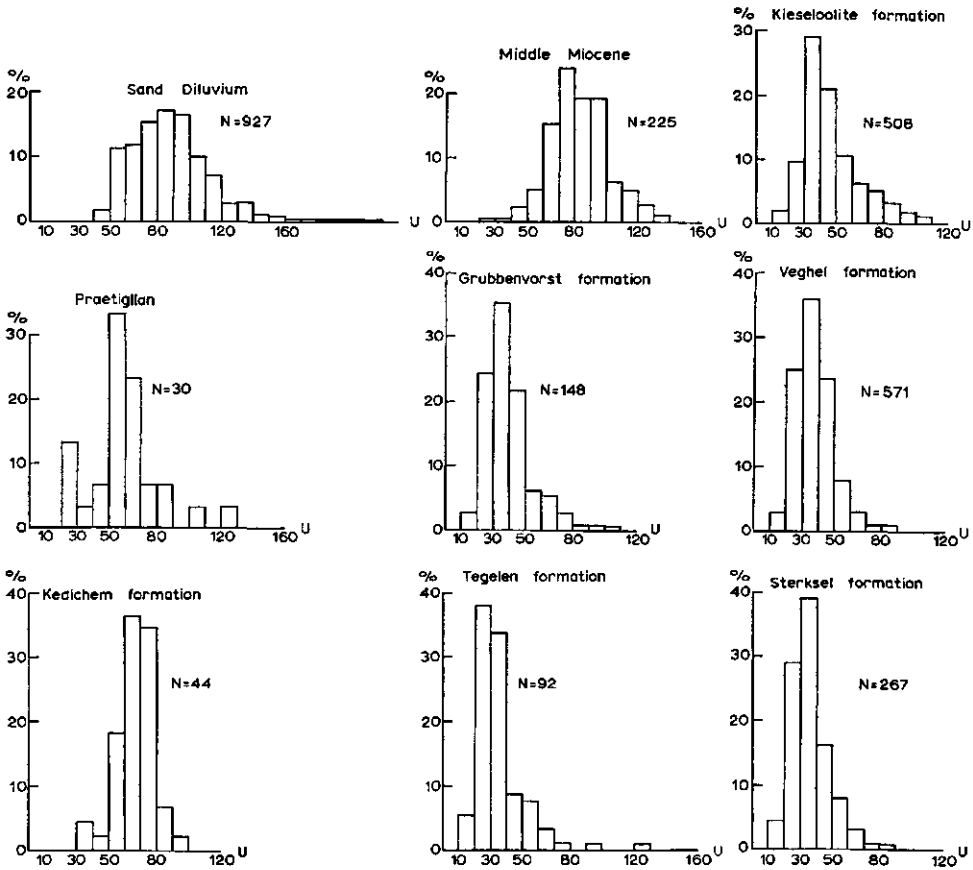 %
Sand Diluvium
N=927
20
10
0
10 30 50 80 120 160 U
%
Middle Miocene
N=225
20
10
0
10 30 50 80 120 160 U
Kieseloolite formation
%
30
N=508
20
10
0
10 30 50 80 120 U
Praetiglian
%
30
N=30
20
10
0
10 30 50 80 120 160 U
%
Grubbenvorst formation
40
30
N=148
20
10
0
10 30 50 80 120 U
%
Veghel formation
40
30
N=571
20
10
0
10 30 50 80 120 U
%
Kedichem formation
40
30
N=44
20
10
0
10 30 50 80 120 U
%
Tegelen formation
40
30
N=92
20
10
0
10 30 50 80 120 160 U
%
Sterksel formation
40
30
N=267
20
10
0
10 30 50 80 120 U